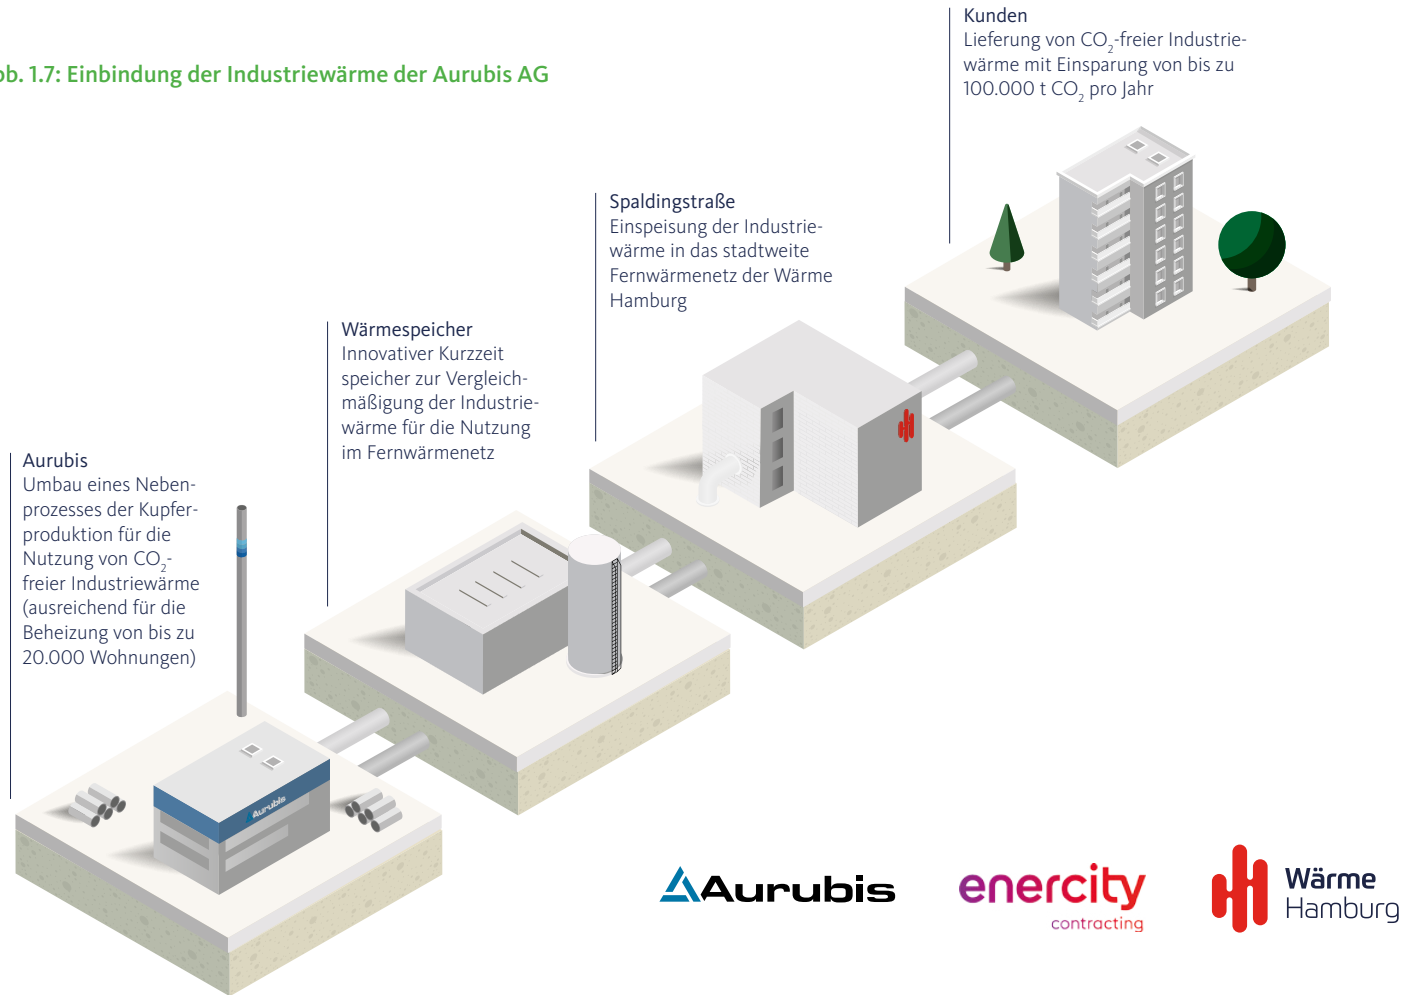 ob. 1.7: Einbindung der Industriewärme der Aurubis AG
Kunden
Lieferung von CO₂-freier Industrie-
wärme mit Einsparung von bis zu
100.000 t CO₂ pro Jahr
Spaldingstraße
Einspeisung der Industrie-
wärme in das stadtweite
Fernwärmenetz der Wärme
Hamburg
Wärmespeicher
Innovativer Kurzzeit
speicher zur Vergleich-
mäßigung der Industrie-
wärme für die Nutzung
im Fernwärmenetz
Aurubis
Umbau eines Neben-
prozesses der Kupfer-
produktion für die
Nutzung von CO₂-
freier Industriewärme
(ausreichend für die
Beheizung von bis zu
20.000 Wohnungen)
Aurubis
Aurubis
enercity
contracting
Wärme
Hamburg